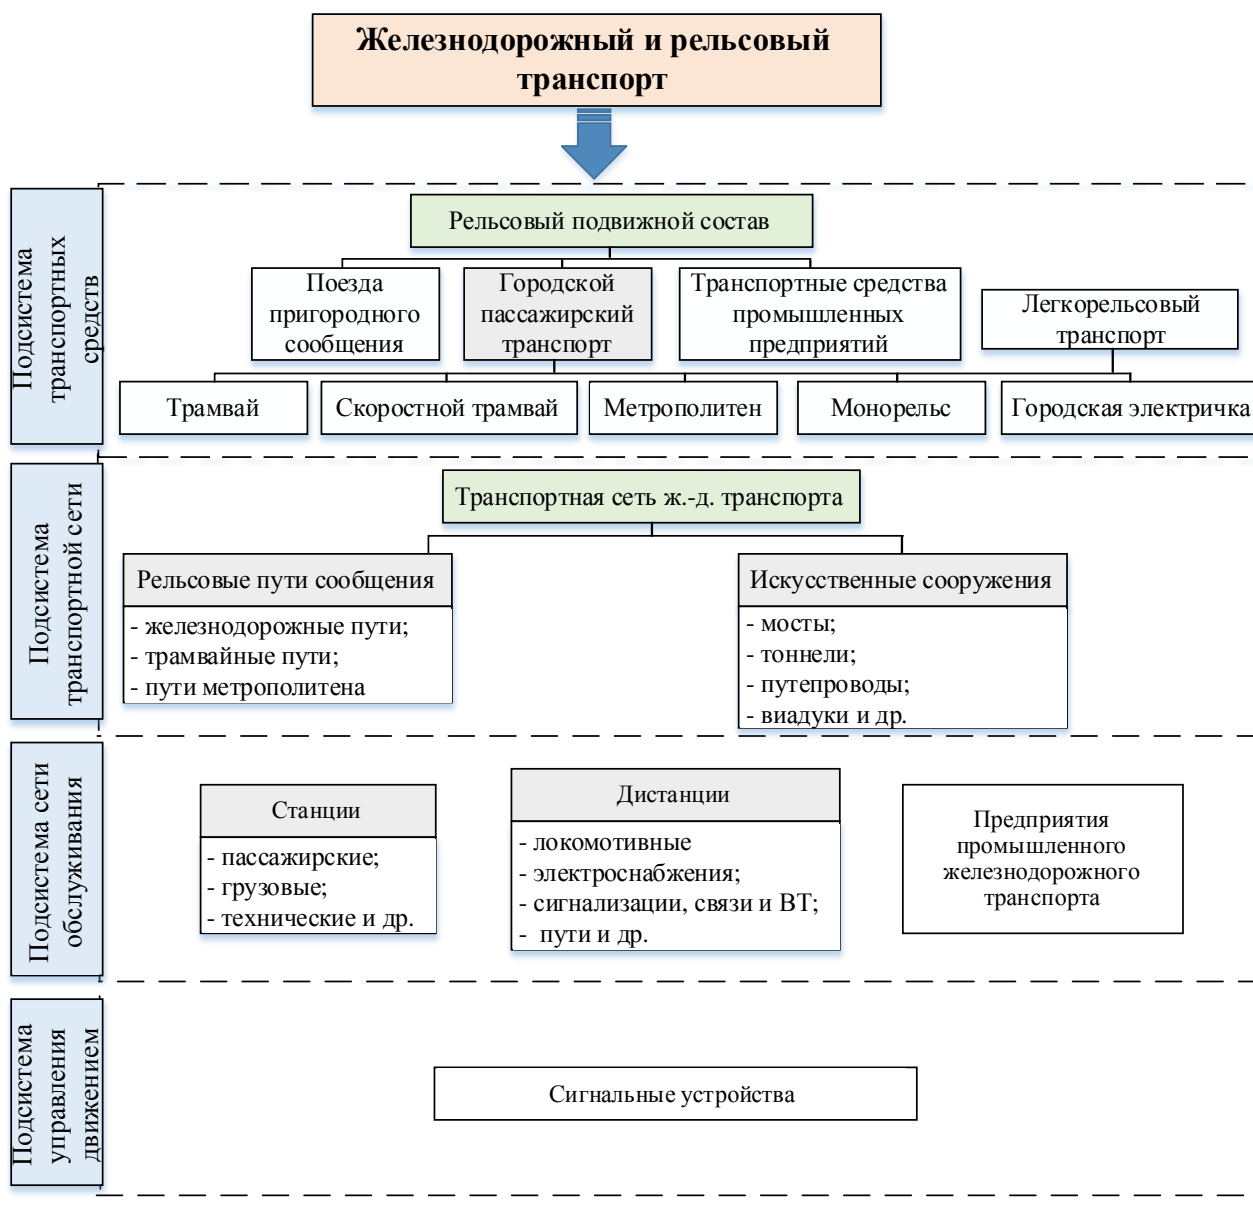 Железнодорожный и рельсовый
транспорт
Подсистема
транспортных
средств
Рельсовый подвижной состав
Поезда
пригородного
сообщения
Городской
пассажирский
транспорт
Транспортные средства
промышленных
предприятий
Легкорельсовый
транспорт
Трамвай
Скоростной трамвай
Метрополитен
Монорельс
Городская электричка
Подсистема
транспортной сети
Транспортная сеть ж.-д. транспорта
Рельсовые пути сообщения
- железнодорожные пути;
- трамвайные пути;
- пути метрополитена
Искусственные сооружения
- мосты;
- тоннели;
- путепроводы;
- виадуки и др.
Подсистема сети
обслуживания
Станции
- пассажирские;
- грузовые;
- технические и др.
Дистанции
- локомотивные
- электроснабжения;
- сигнализации, связи и ВТ;
- пути и др.
Предприятия
промышленного
железнодорожного
транспорта
Подсистема
управления
движением
Сигнальные устройства